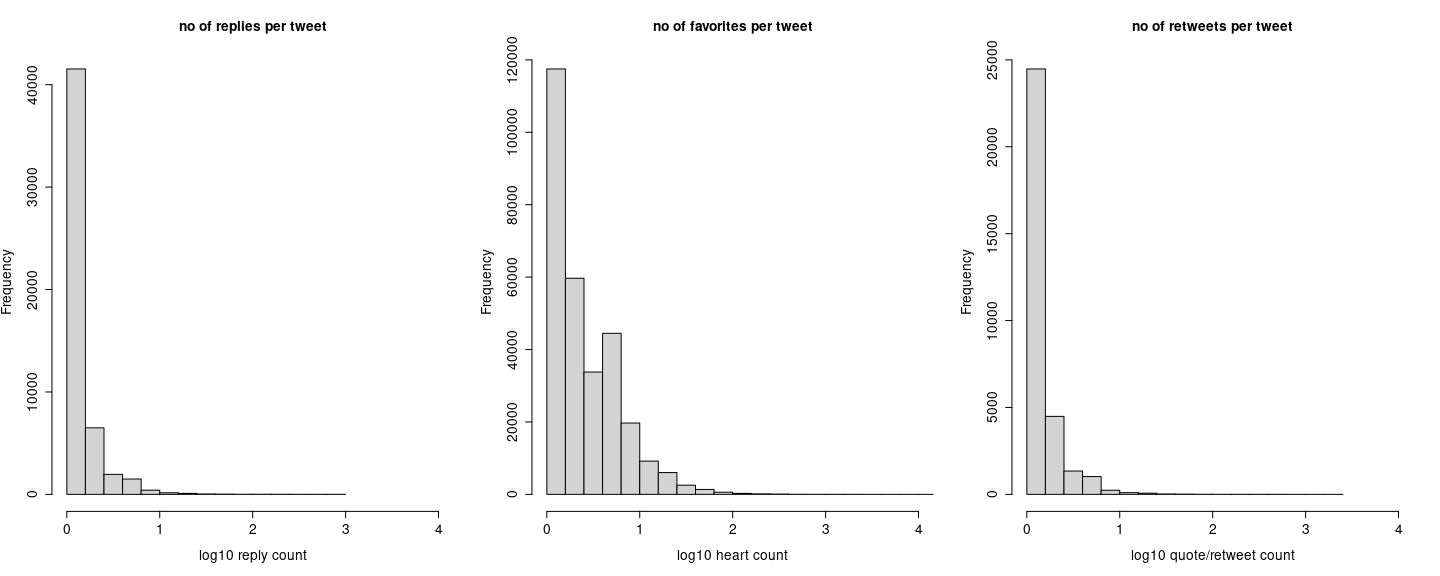 no of replies per tweet
Frequency
40000
30000
20000
10000
0
0 1 2 3 4
log10 reply count
no of favorites per tweet
Frequency
120000
100000
80000
60000
40000
20000
0
0 1 2 3 4
log10 heart count
no of retweets per tweet
Frequency
25000
20000
15000
10000
5000
0
0 1 2 3 4
log10 quote/retweet count